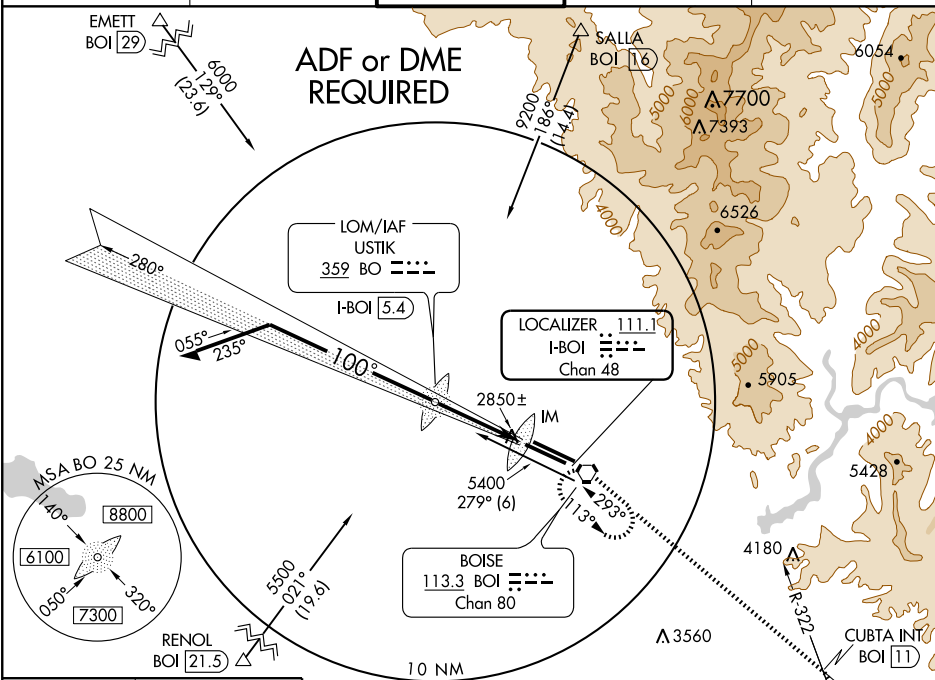 EMETT
BOI 29
6000
129°
(23.6)
ADF or DME
REQUIRED
SALLA
BOI 16
9200
186°
(14.4)
5000
6000
7700
7393
6054
5000
4000
6526
LOM/IAF
USTIK
359 BO
I-BOI 5.4
280°
055°
235°
100°
LOCALIZER 111.1
I-BOI
Chan 48
5000
4000
5905
2850±
IM
5400
279° (6)
293°
113°
4000
5428
MSA BO 25 NM
140°
8800
6100
050°
7300
320°
5500
021°
(19.6)
RENOL
BOI 21.5
BOISE
113.3 BOI
Chan 80
4180
R-322
3560
CUBTA INT
BOI 11
10 NM